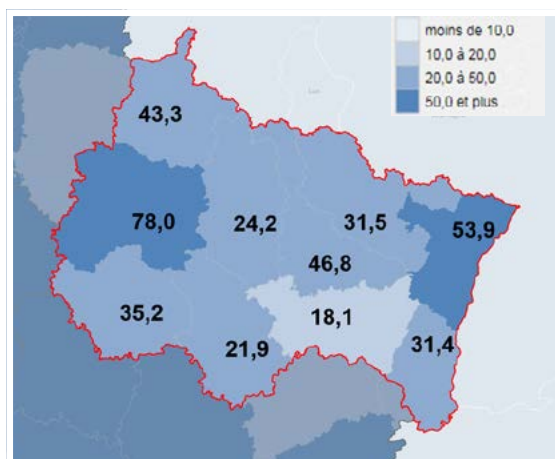 moins de 10,0
10,0 à 20,0
20,0 à 50,0
50,0 et plus
43,3
78,0
24,2
31,5
53,9
46,8
35,2
18,1
21,9
31,4